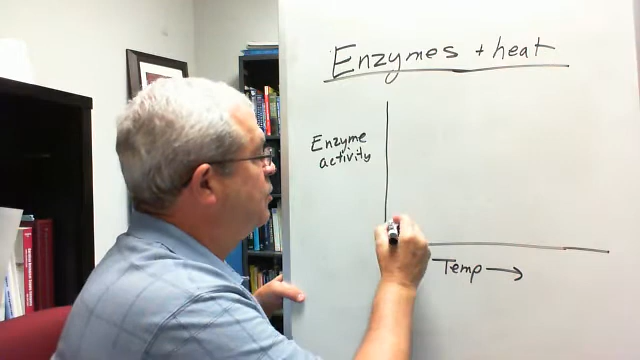 Enzymes + heat
Enzyme
activity
Temp →